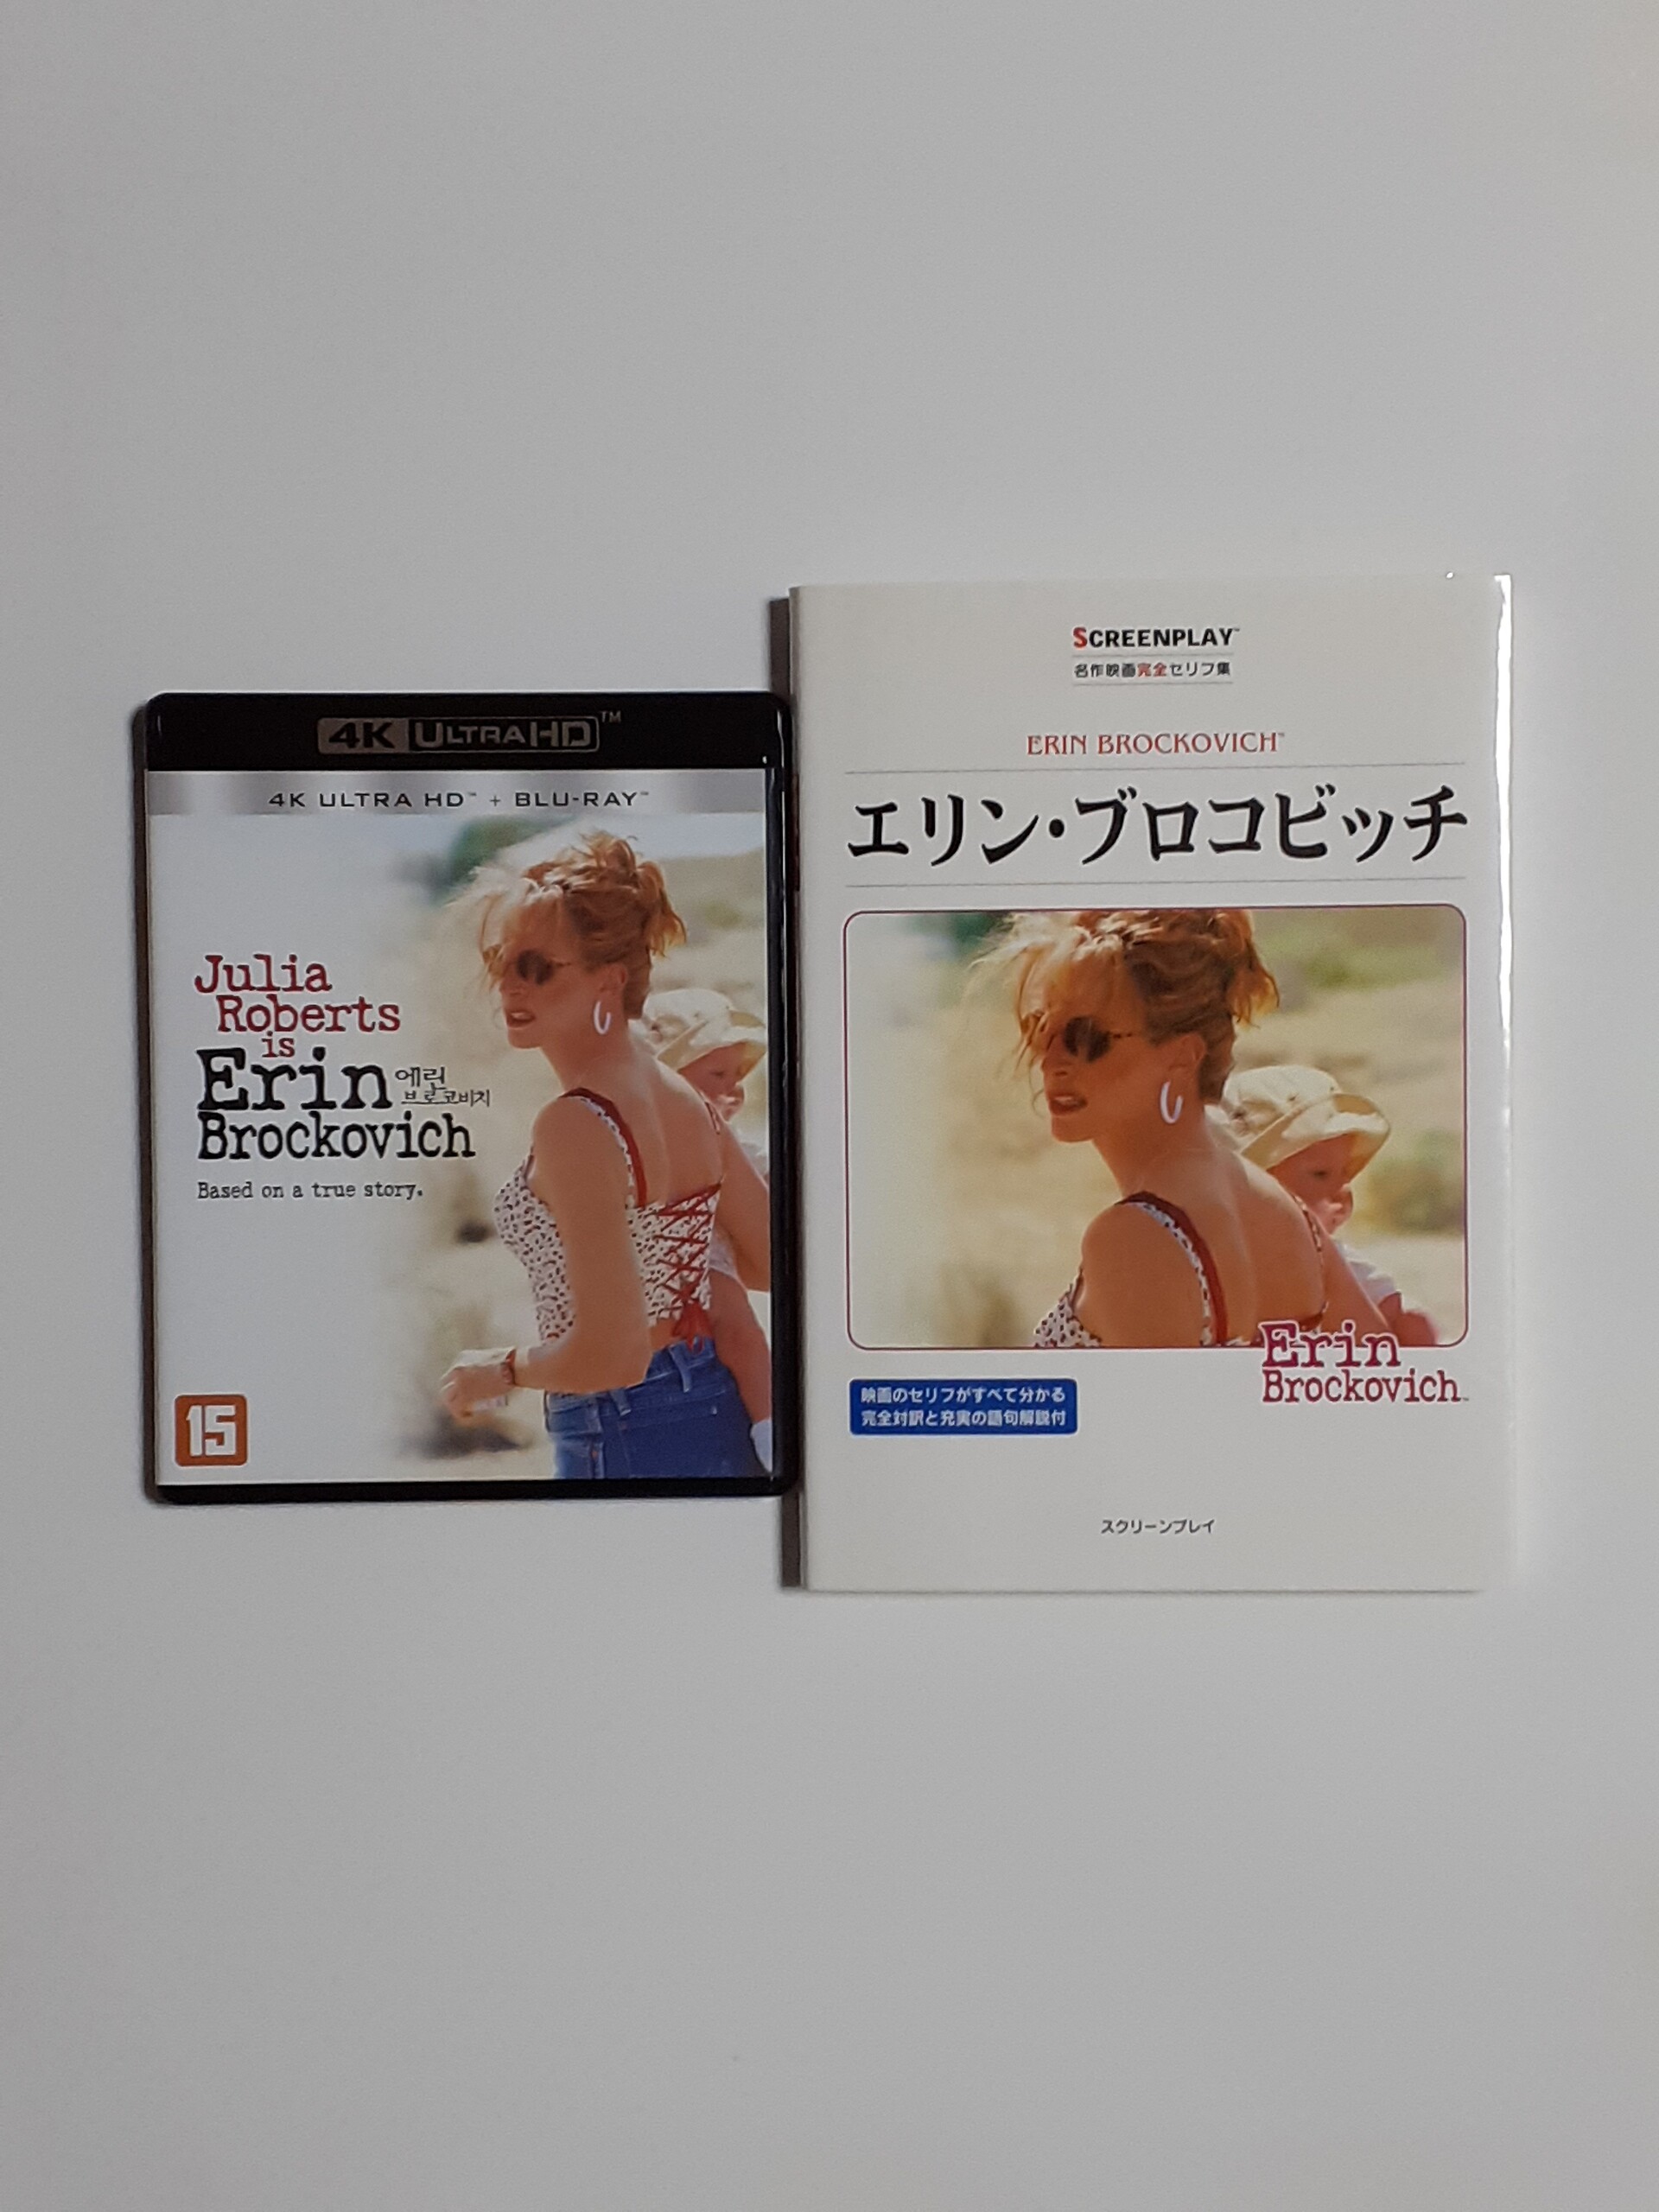 4K ULTRA HD™
4K ULTRA HD™ + BLU-RAY™
Julia
Roberts
is
Erin
에린
브로코비치
Brockovich
Based on a true story.
15
SCREENPLAY™
名作映画完全セリフ集
ERIN BROCKOVICH™
エリン・ブロコビッチ
Erin
Brockovich™
映画のセリフがすべて分かる
完全対訳と充実の語句解説付
スクリーンプレイ